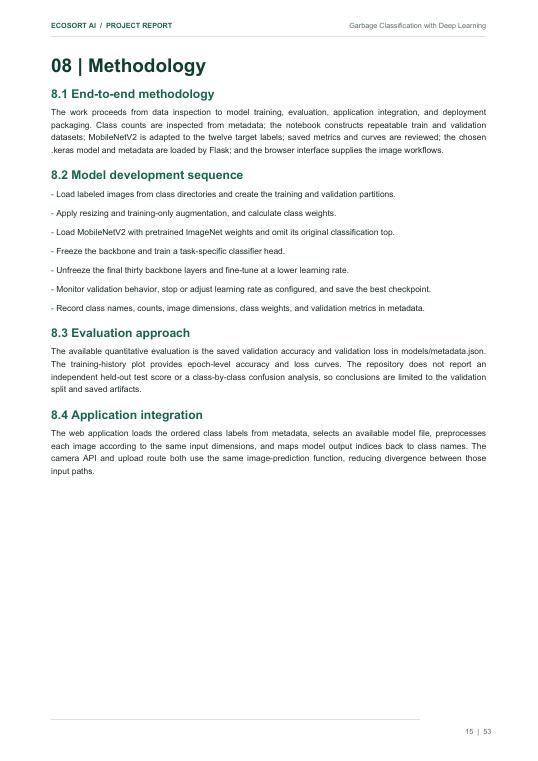 ECOSORT AI / PROJECT REPORT
Garbage Classification with Deep Learning
08 | Methodology
8.1 End-to-end methodology
The work proceeds from data inspection to model training, evaluation, application integration, and deployment
packaging. Class counts are inspected from metadata; the notebook constructs repeatable train and validation
datasets; MobileNetV2 is adapted to the twelve target labels; saved metrics and curves are reviewed; the chosen
.keras model and metadata are loaded by Flask; and the browser interface supplies the image workflows.
8.2 Model development sequence
- Load labeled images from class directories and create the training and validation partitions.
- Apply resizing and training-only augmentation, and calculate class weights.
- Load MobileNetV2 with pretrained ImageNet weights and omit its original classification top.
- Freeze the backbone and train a task-specific classifier head.
- Unfreeze the final thirty backbone layers and fine-tune at a lower learning rate.
- Monitor validation behavior, stop or adjust learning rate as configured, and save the best checkpoint.
- Record class names, counts, image dimensions, class weights, and validation metrics in metadata.
8.3 Evaluation approach
The available quantitative evaluation is the saved validation accuracy and validation loss in models/metadata.json.
The training-history plot provides epoch-level accuracy and loss curves. The repository does not report an
independent held-out test score or a class-by-class confusion analysis, so conclusions are limited to the validation
split and saved artifacts.
8.4 Application integration
The web application loads the ordered class labels from metadata, selects an available model file, preprocesses
each image according to the same input dimensions, and maps model output indices back to class names. The
camera API and upload route both use the same image-prediction function, reducing divergence between those
input paths.
15 | 53